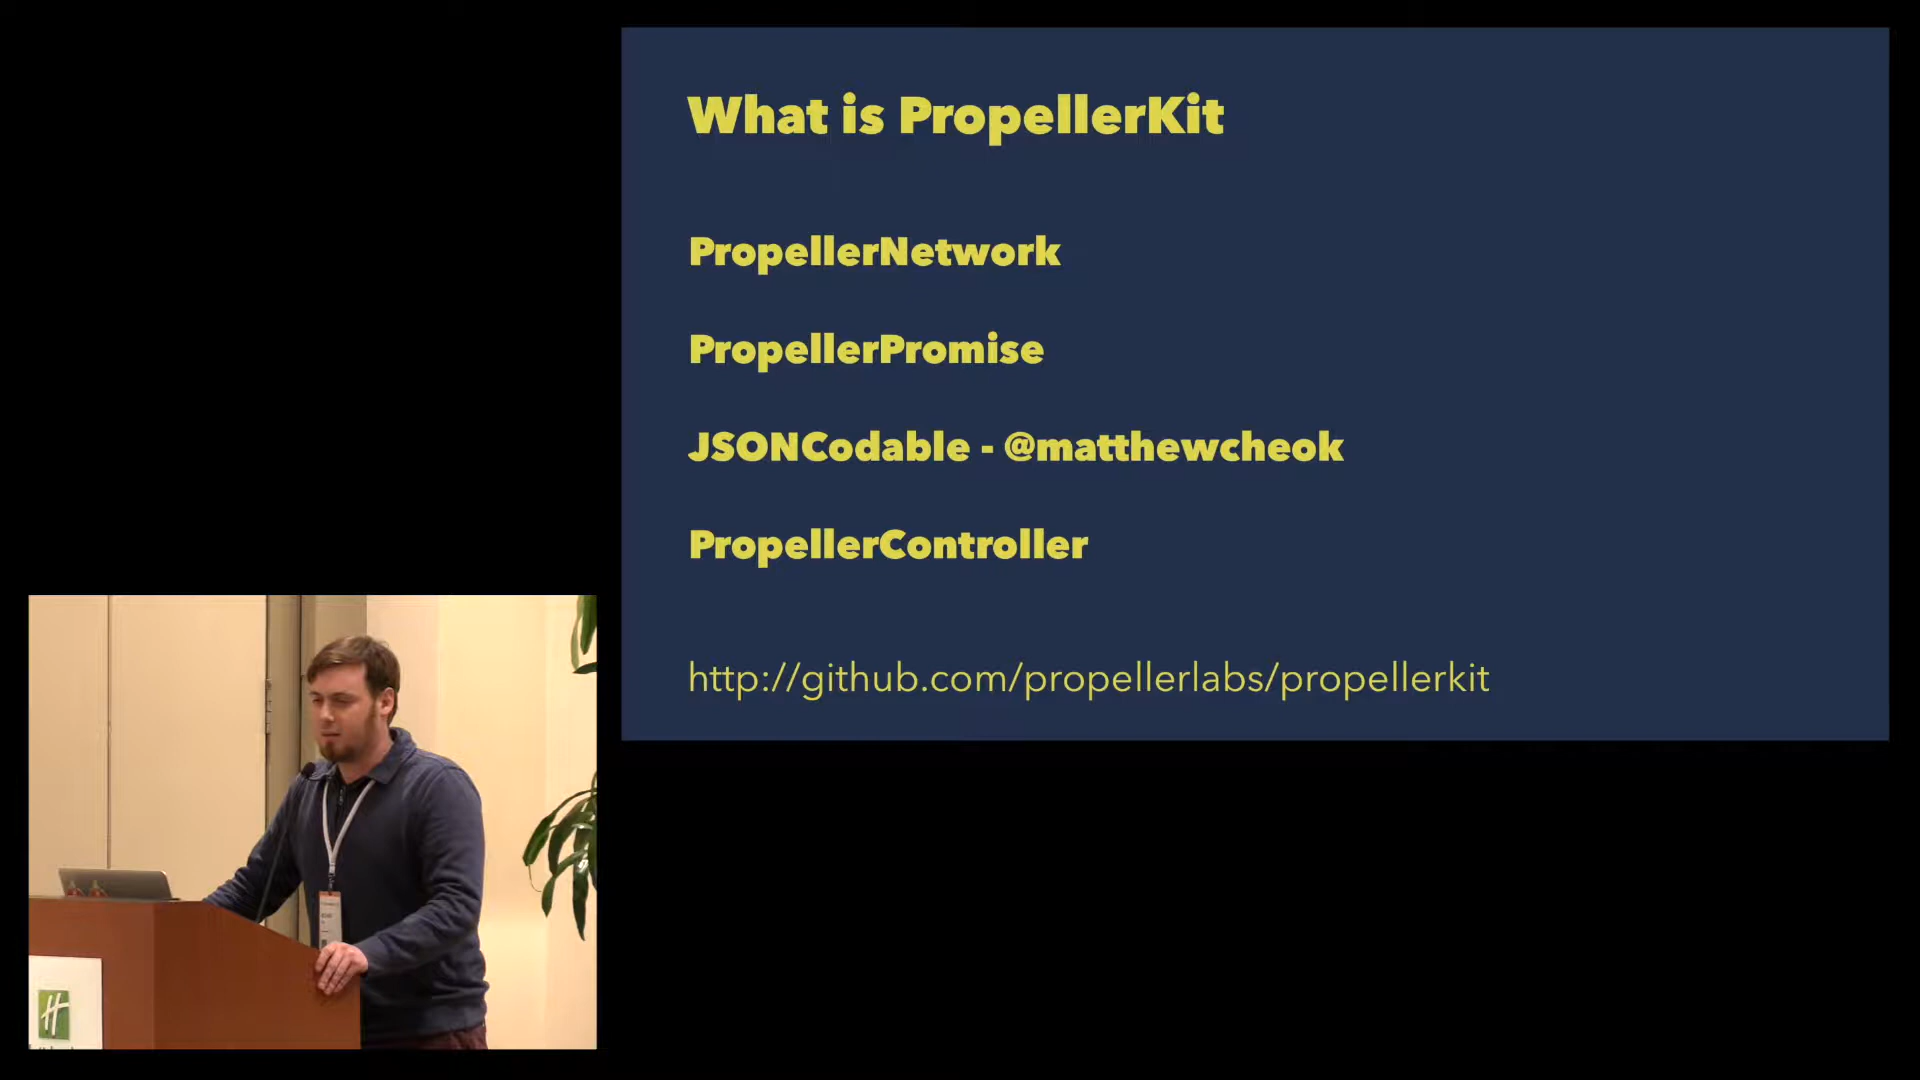 What is PropellerKit
PropellerNetwork
PropellerPromise
JSONCodable - @matthewcheok
PropellerController
http://github.com/propellerlabs/propellerkit
H